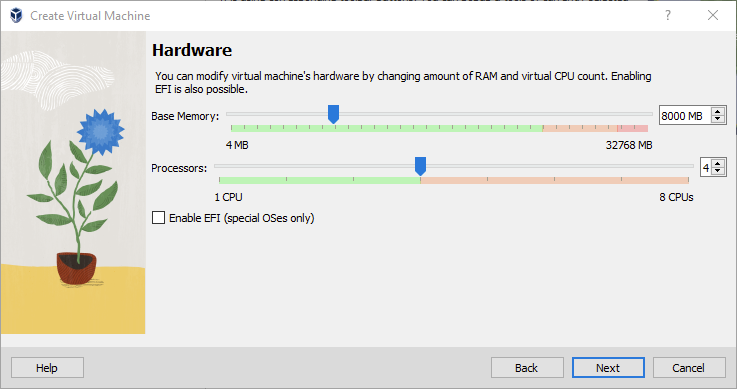 Create Virtual Machine
Hardware
You can modify virtual machine's hardware by changing amount of RAM and virtual CPU count. Enabling
EFI is also possible.
Base Memory: 8000 MB
4 MB 32768 MB
Processors: 4
1 CPU 8 CPUs
Enable EFI (special OSes only)
Help Back Next Cancel